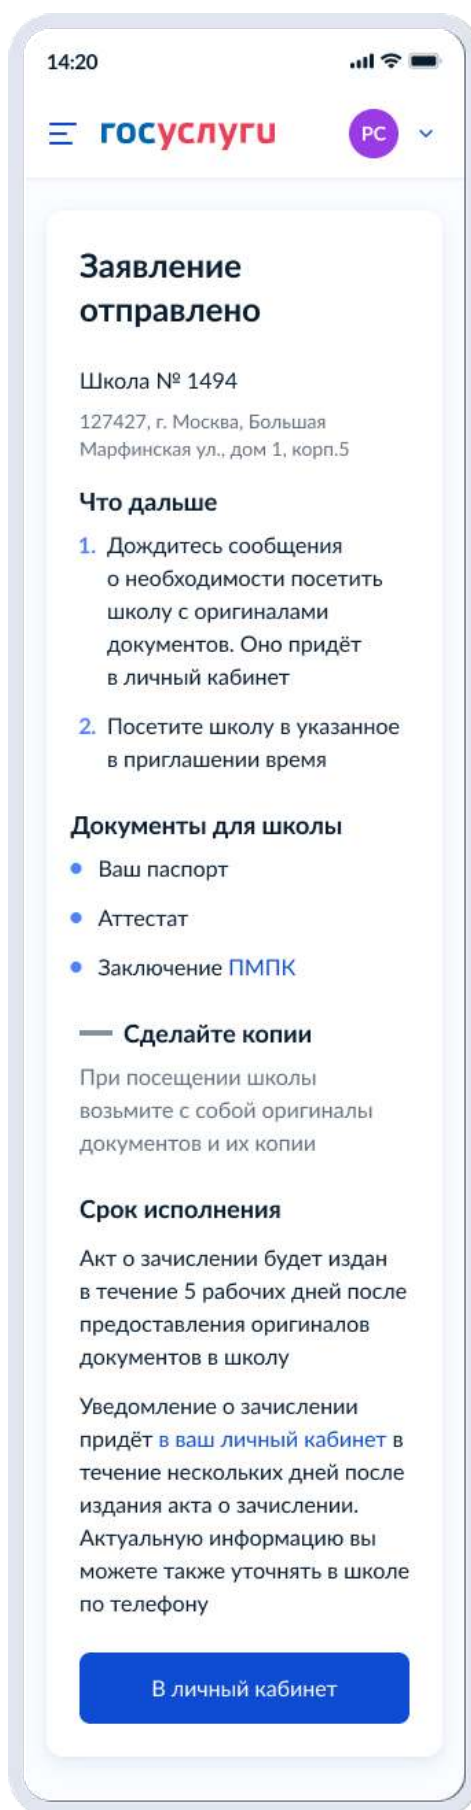 14:20
госуслуги
РС
Заявление
отправлено
Школа № 1494
127427, г. Москва, Большая
Марфинская ул., дом 1, корп.5
Что дальше
1. Дождитесь сообщения
о необходимости посетить
школу с оригиналами
документов. Оно придёт
в личный кабинет
2. Посетите школу в указанное
в приглашении время
Документы для школы
Ваш паспорт
Аттестат
Заключение ПМПК
Сделайте копии
При посещении школы
возьмите с собой оригиналы
документов и их копии
Срок исполнения
Акт о зачислении будет издан
в течение 5 рабочих дней после
предоставления оригиналов
документов в школу
Уведомление о зачислении
придёт в ваш личный кабинет в
течение нескольких дней после
издания акта о зачислении.
Актуальную информацию вы
можете также уточнять в школе
по телефону
В личный кабинет